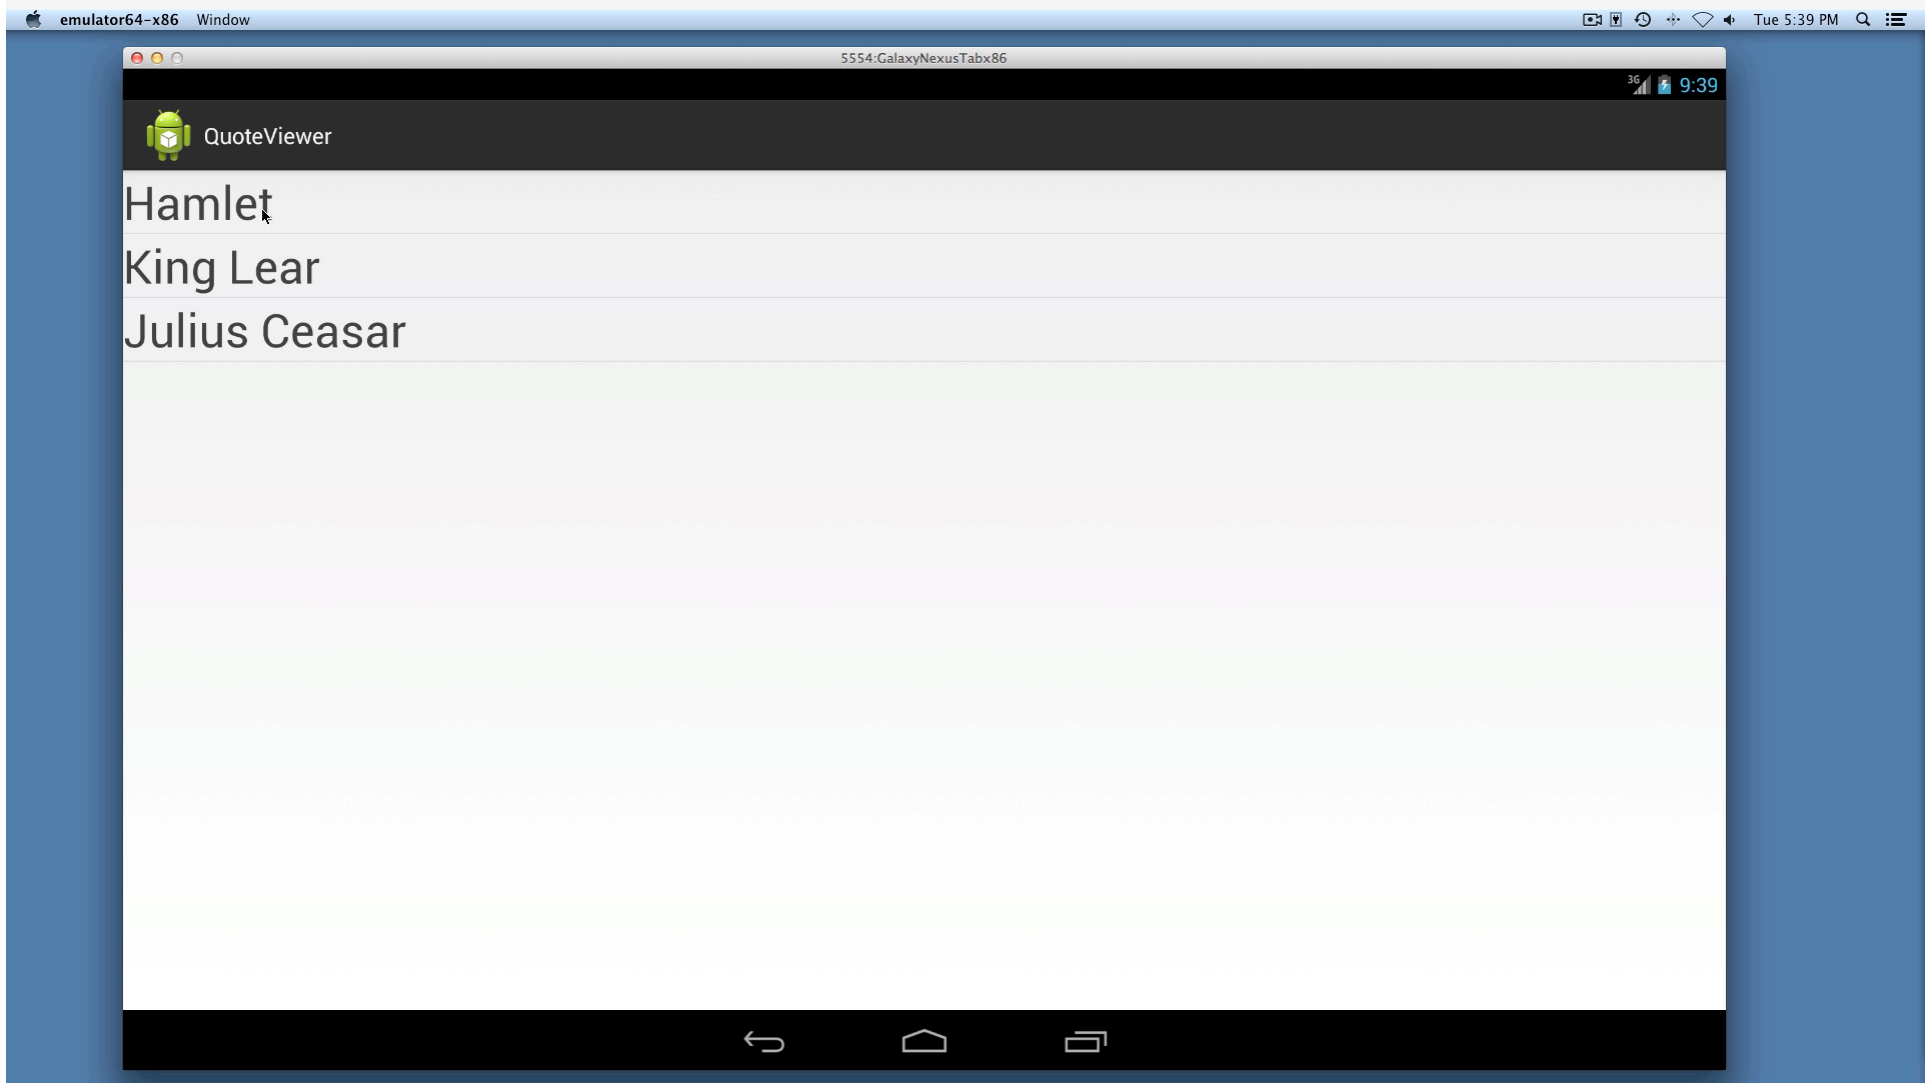 emulator64-x86 Window Tue 5:39 PM
5554:GalaxyNexusTabx86
3G 9:39
QuoteViewer
Hamlet
King Lear
Julius Ceasar